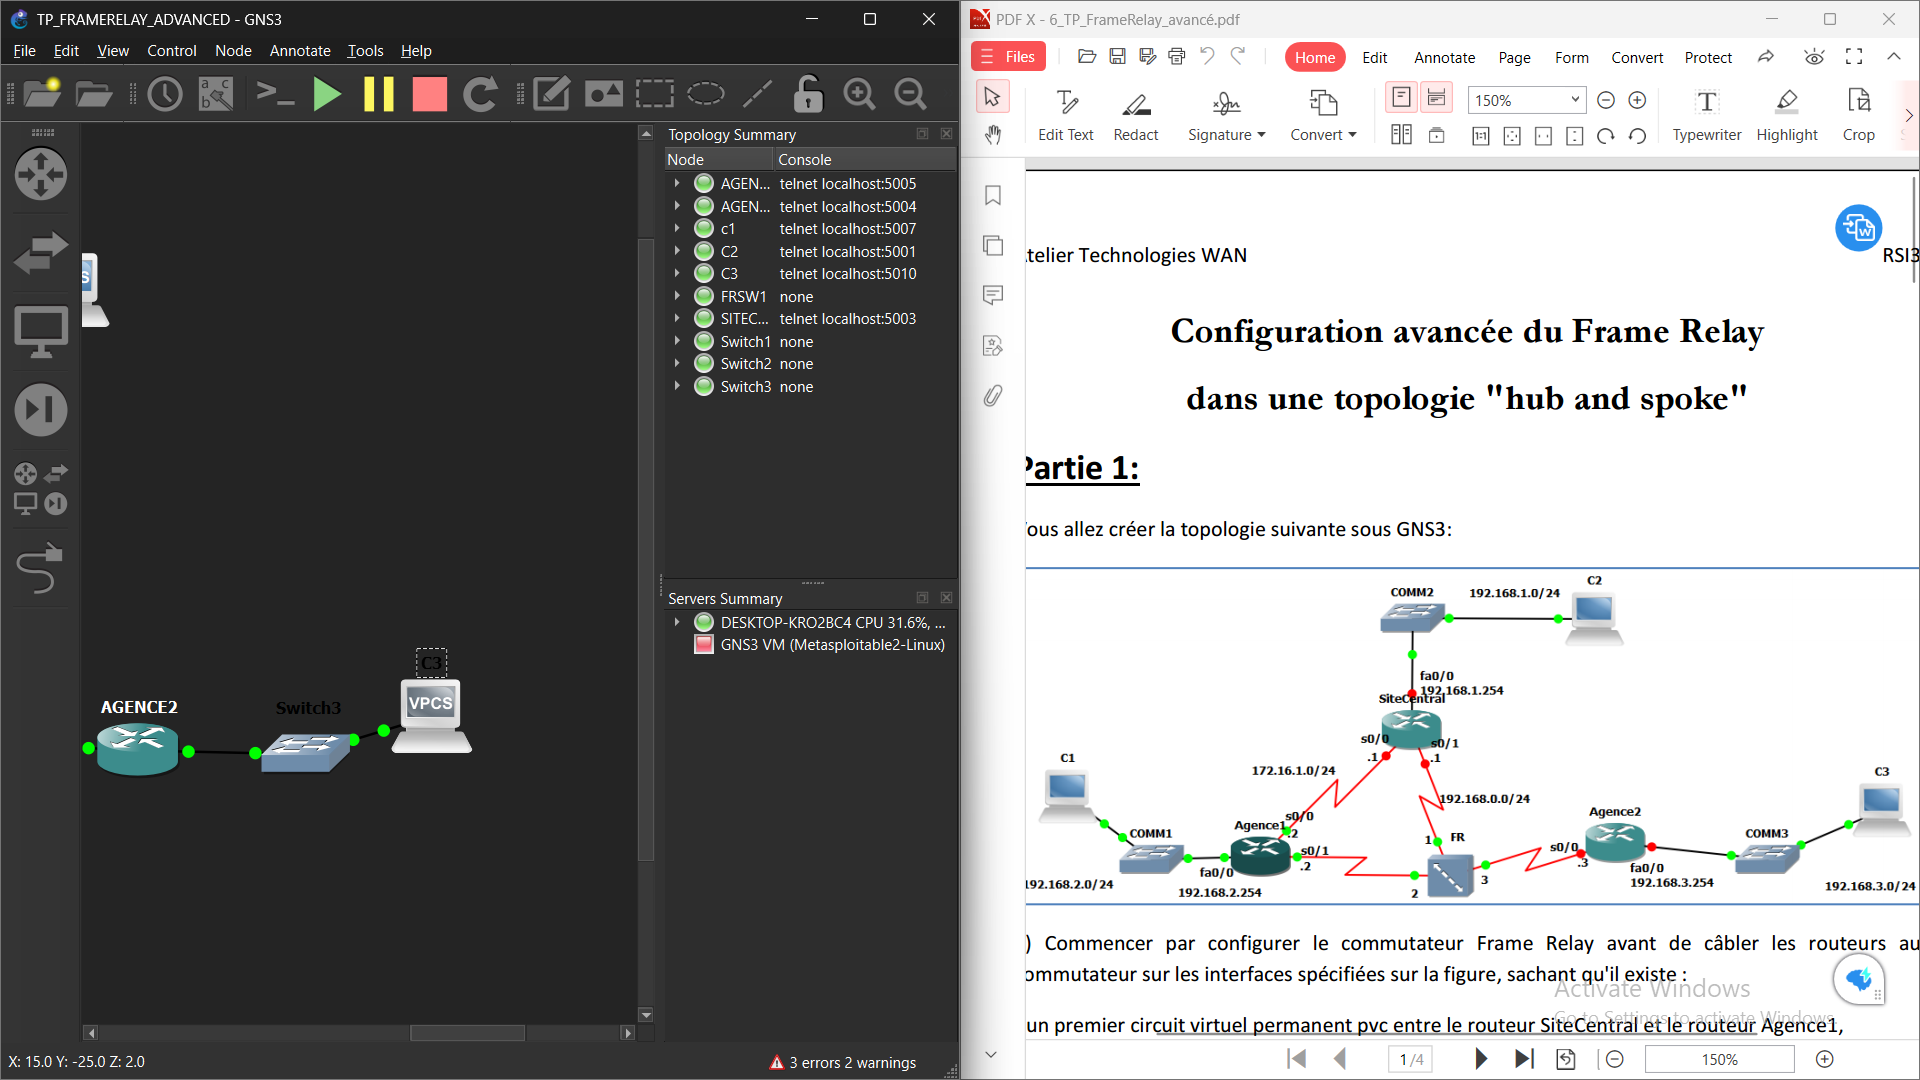 TP_FRAMERELAY_ADVANCED - GNS3
File Edit View Control Node Annotate Tools Help
Topology Summary
Node Console
AGEN... telnet localhost:5005
AGEN... telnet localhost:5004
c1 telnet localhost:5007
C2 telnet localhost:5001
C3 telnet localhost:5010
FRSW1 none
SITEC... telnet localhost:5003
Switch1 none
Switch2 none
Switch3 none
Servers Summary
DESKTOP-KRO2BC4 CPU 31.6%, ...
GNS3 VM (Metasploitable2-Linux)
S
C3
VPCS
AGENCE2
Switch3
X: 15.0 Y: -25.0 Z: 2.0
3 errors 2 warnings
PDF X - 6_TP_FrameRelay_avancé.pdf
Files
Home Edit Annotate Page Form Convert Protect
Edit Text Redact Signature Convert
150%
Typewriter Highlight Crop
telier Technologies WAN
RSI3
Configuration avancée du Frame Relay
dans une topologie "hub and spoke"
Partie 1:
ous allez créer la topologie suivante sous GNS3:
C2
COMM2 192.168.1.0/24
fa0/0
192.168.1.254
SiteCentral
s0/0 s0/1
.1 .1
C1
172.16.1.0/24
C3
192.168.0.0/24
Agence2
s0/0
Agence1 .2
COMM1
1 FR
COMM3
s0/1
s0/0
.2
.3
fa0/0
fa0/0
3
192.168.2.0/24
192.168.2.254
2
192.168.3.254
192.168.3.0/24
) Commencer par configurer le commutateur Frame Relay avant de câbler les routeurs au
ommutateur sur les interfaces spécifiées sur la figure, sachant qu'il existe :
Activate Windows
Go to Settings to activate Windows.
un premier circuit virtuel permanent pvc entre le routeur SiteCentral et le routeur Agence1,
1 /4
150%